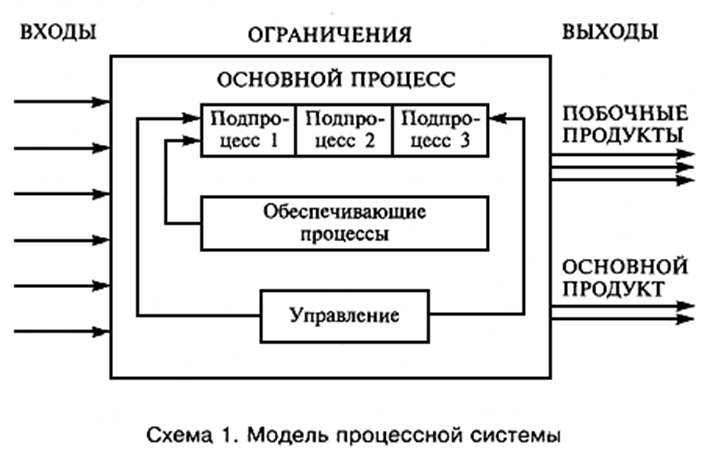 ВХОДЫ
ОГРАНИЧЕНИЯ
ВЫХОДЫ
ОСНОВНОЙ ПРОЦЕСС
Подпро-
цесс 1
Подпро-
цесс 2
Подпро-
цесс 3
ПОБОЧНЫЕ
ПРОДУКТЫ
Обеспечивающие
процессы
ОСНОВНОЙ
ПРОДУКТ
Управление
Схема 1. Модель процессной системы